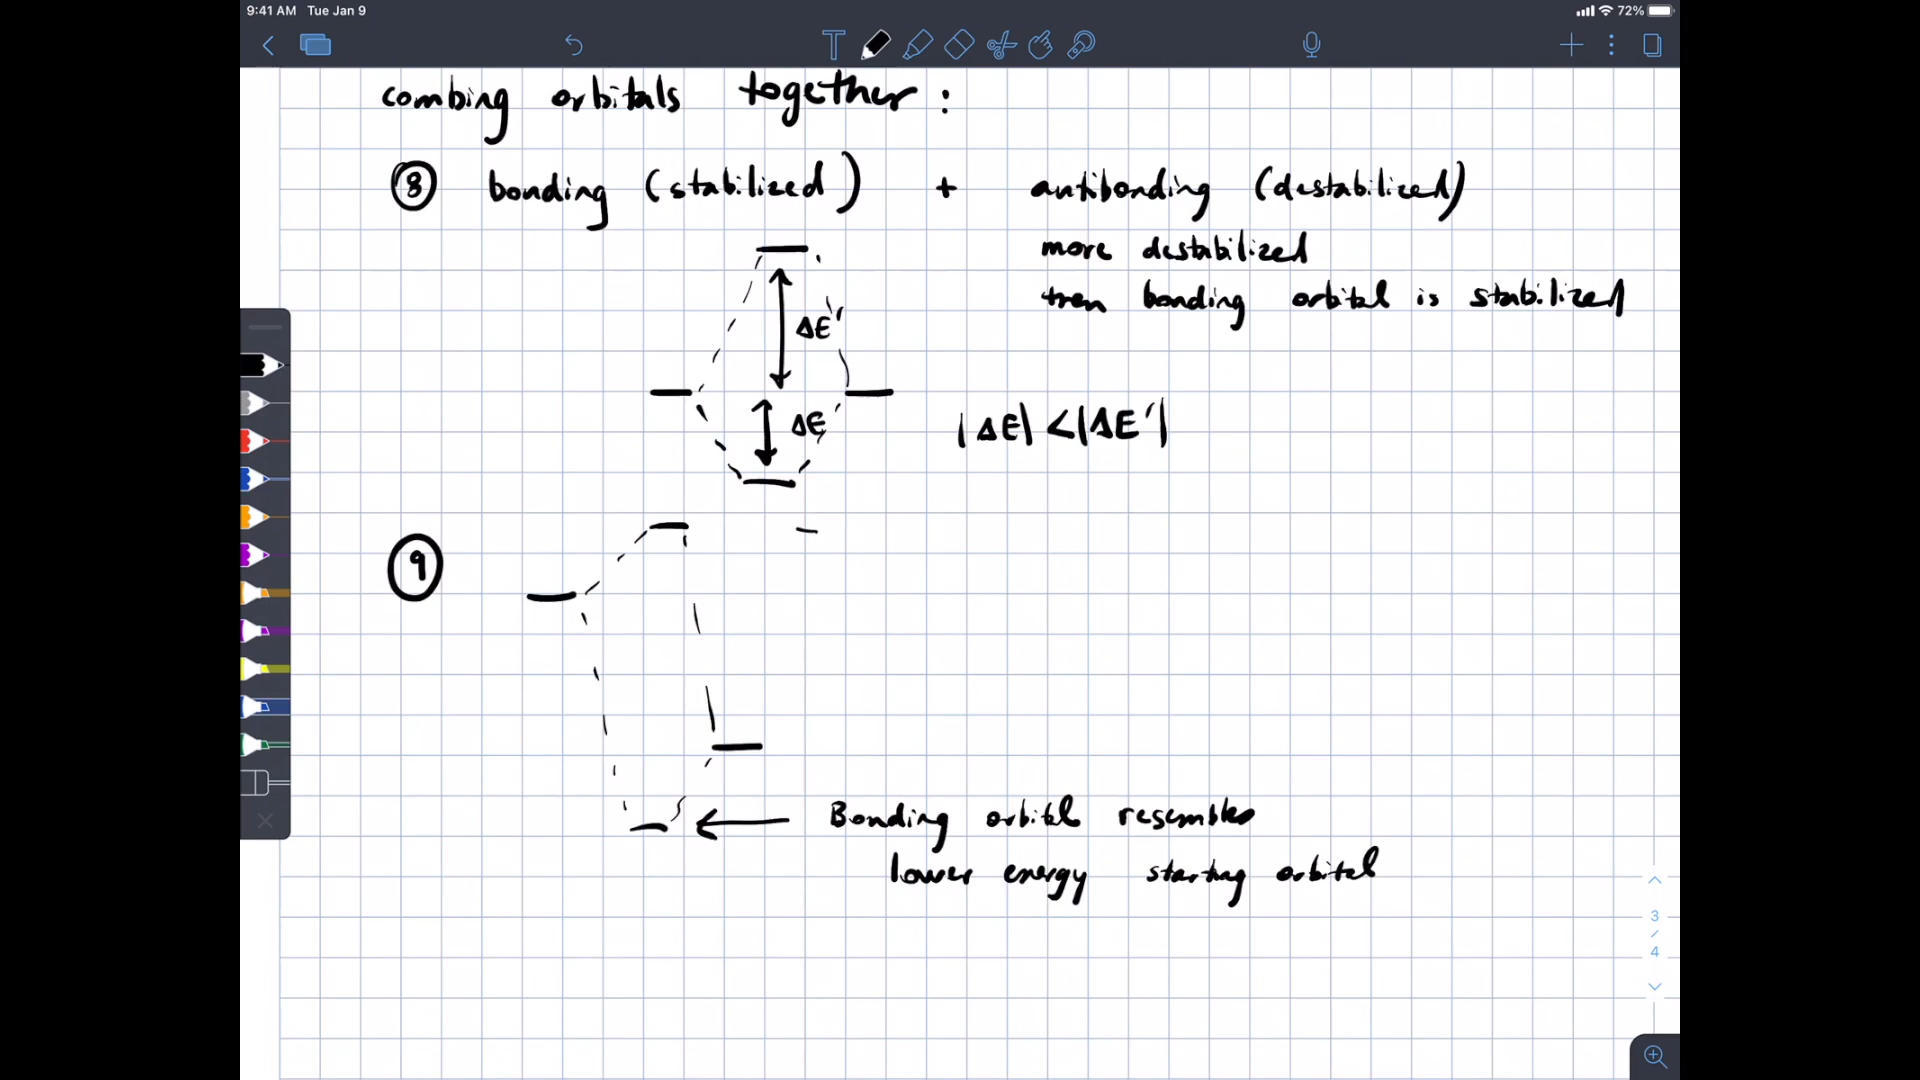 9:41 AM Tue Jan 9
72%
combing orbitals together :
⑧ bonding (stabilized) + antibonding (destabilized)
more destabilized
then bonding orbital is stabilized
ΔE'
ΔE
|ΔE| < |ΔE'|
⑨
Bonding orbital resembles
lower energy starting orbital
3
/
4